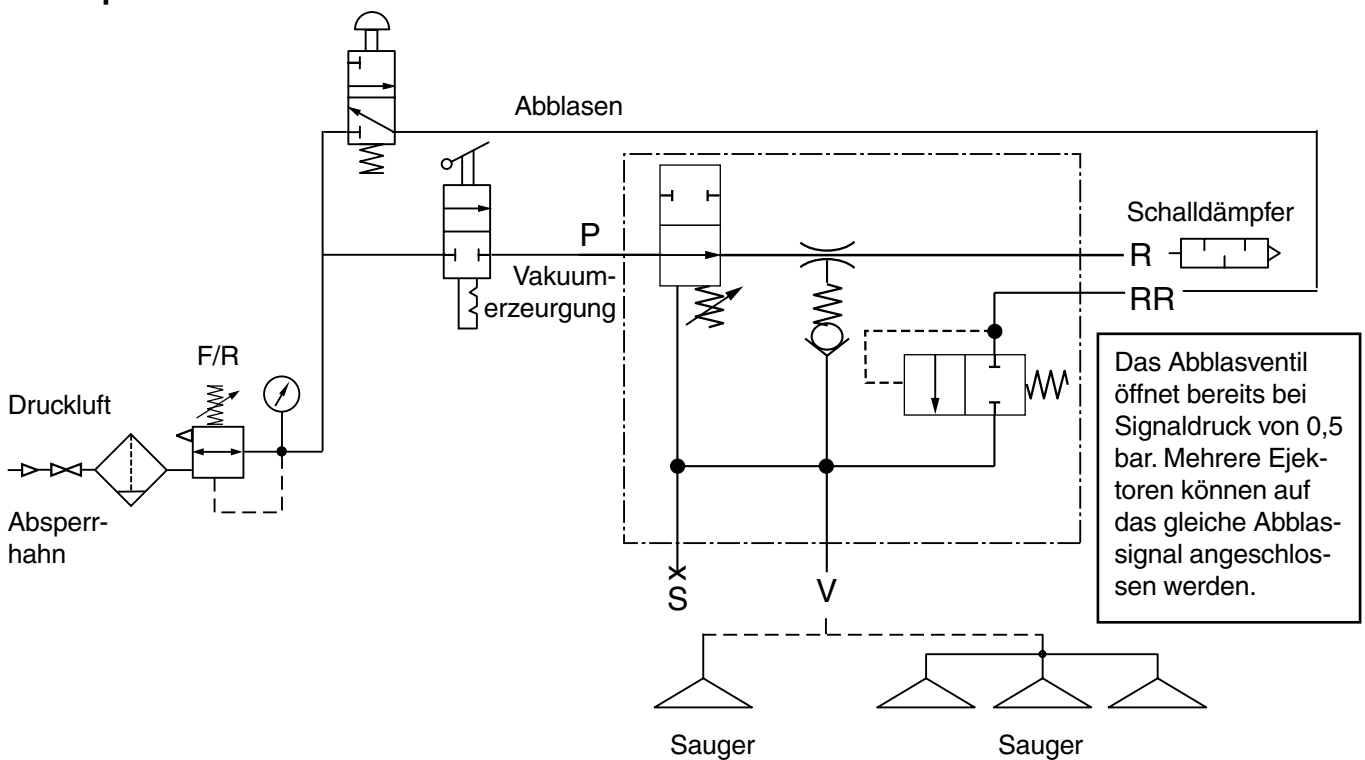 Abblasen
Schalldämpfer
P
R
Vakuum-
erzeurgung
RR
F/R
Druckluft
Absperr-
hahn
Das Abblasventil
öffnet bereits bei
Signaldruck von 0,5
bar. Mehrere Ejek-
toren können auf
das gleiche Abblas-
signal angeschlos-
sen werden.
S
V
Sauger
Sauger